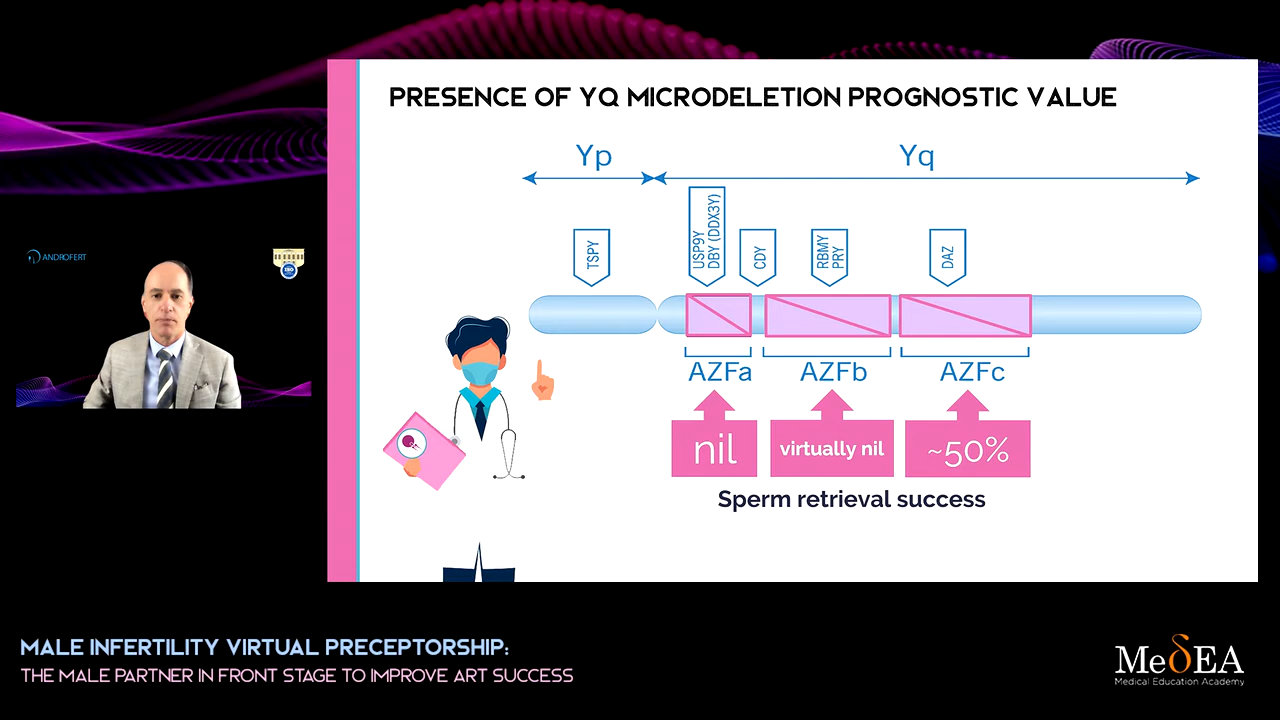 PRESENCE OF YQ MICRODELETION PROGNOSTIC VALUE
Yp
Yq
TSPY
USP9Y
DBY (DDX3Y)
CDY
RBMY
PRY
DAZ
AZFa
AZFb
AZFc
nil
virtually nil
~50%
Sperm retrieval success
ANDROFERT
ISO
MALE INFERTILITY VIRTUAL PRECEPTORSHIP:
THE MALE PARTNER IN FRONT STAGE TO IMPROVE ART SUCCESS
MeδEA
Medical Education Academy